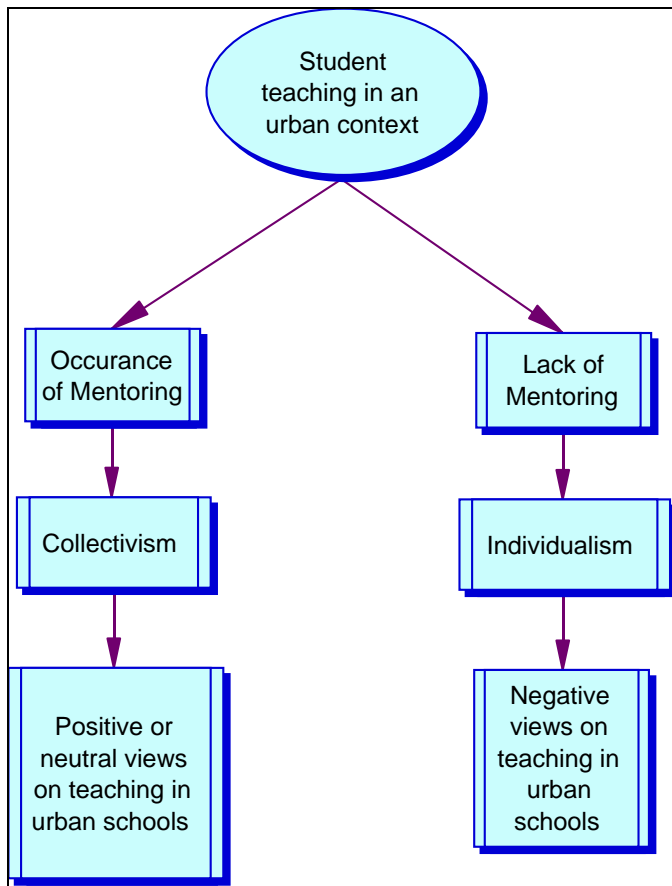 Student
teaching in an
urban context
Occurance
of Mentoring
Lack of
Mentoring
Collectivism
Individualism
Positive or
neutral views
on teaching in
urban schools
Negative
views on
teaching in
urban
schools